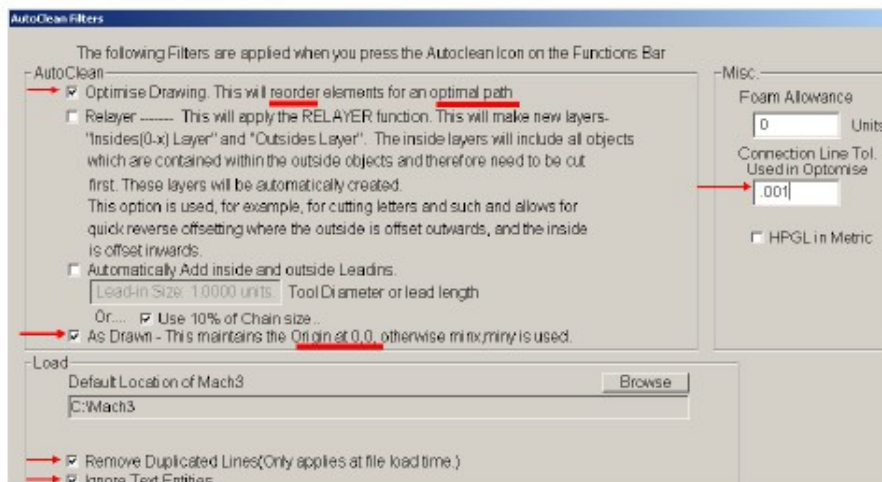 AutoClean Filters
The following Filters are applied when you press the Autoclean Icon on the Functions Bar
AutoClean
Optimise Drawing. This will reorder elements for an optimal path
Relayer ------- This will apply the RELAYER function. This will make new layers-
"Insides(0-x) Layer" and "Outsides Layer". The inside layers will include all objects
which are contained within the outside objects and therefore need to be cut
first. These layers will be automatically created.
This option is used, for example, for cutting letters and such and allows for
quick reverse offsetting where the outside is offset outwards, and the inside
is offset inwards.
Automatically Add inside and outside Leadins.
Lead-in Size: 1.0000 units. Tool Diameter or lead length
Or.... Use 10% of Chain size..
As Drawn - This maintains the Origin at 0,0, otherwise minx,miny is used.
Misc.
Foam Allowance
0 Units
Connection Line Tol.
Used in Optomise
.001
HPGL in Metric
Load
Default Location of Mach3
Browse
C:\Mach3
Remove Duplicated Lines(Only applies at file load time.)
Ignore Text Entities